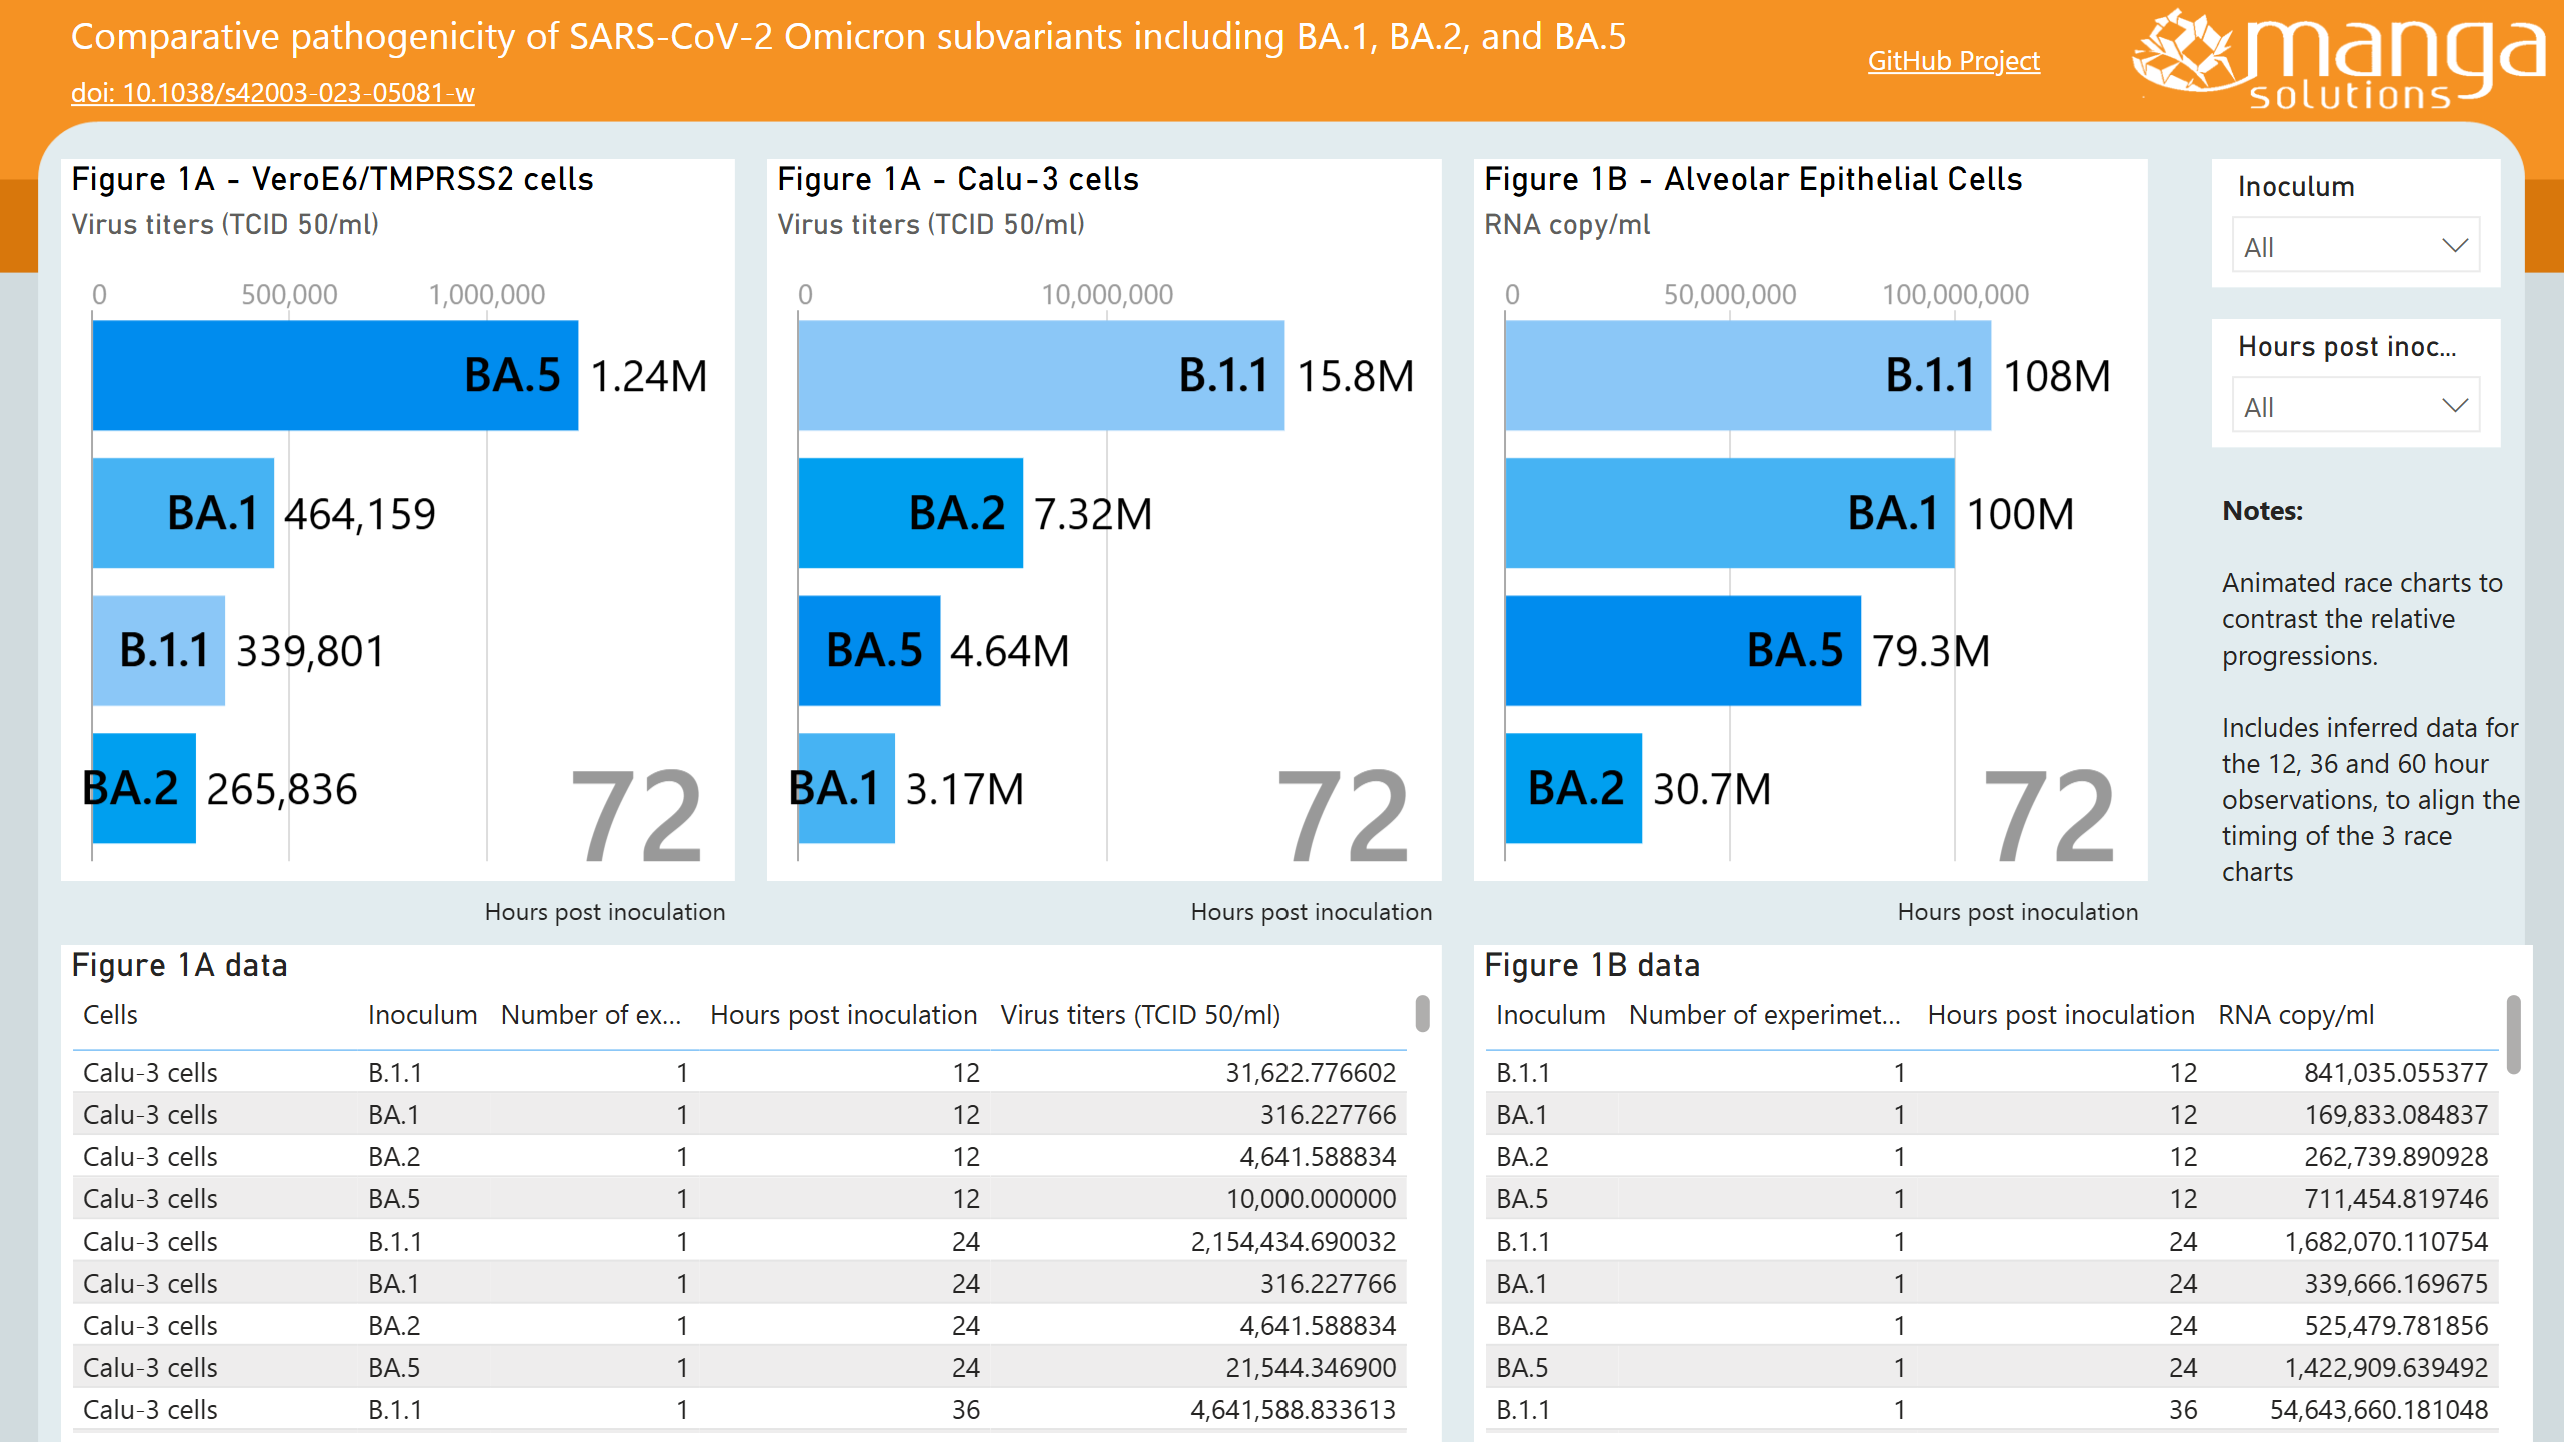 Comparative pathogenicity of SARS-CoV-2 Omicron subvariants including BA.1, BA.2, and BA.5
doi: 10.1038/s42003-023-05081-w
GitHub Project
manga
solutions
Figure 1A - VeroE6/TMPRSS2 cells
Virus titers (TCID 50/ml)
0 500,000 1,000,000
BA.5 1.24M
BA.1 464,159
B.1.1 339,801
BA.2 265,836
72
Hours post inoculation
Figure 1A - Calu-3 cells
Virus titers (TCID 50/ml)
0 10,000,000
B.1.1 15.8M
BA.2 7.32M
BA.5 4.64M
BA.1 3.17M
72
Hours post inoculation
Figure 1B - Alveolar Epithelial Cells
RNA copy/ml
0 50,000,000 100,000,000
B.1.1 108M
BA.1 100M
BA.5 79.3M
BA.2 30.7M
72
Hours post inoculation
Inoculum
All
Hours post inoc...
All
Notes:
Animated race charts to
contrast the relative
progressions.
Includes inferred data for
the 12, 36 and 60 hour
observations, to align the
timing of the 3 race
charts
Figure 1A data
Cells Inoculum Number of ex... Hours post inoculation Virus titers (TCID 50/ml)
Calu-3 cells B.1.1 1 12 31,622.776602
Calu-3 cells BA.1 1 12 316.227766
Calu-3 cells BA.2 1 12 4,641.588834
Calu-3 cells BA.5 1 12 10,000.000000
Calu-3 cells B.1.1 1 24 2,154,434.690032
Calu-3 cells BA.1 1 24 316.227766
Calu-3 cells BA.2 1 24 4,641.588834
Calu-3 cells BA.5 1 24 21,544.346900
Calu-3 cells B.1.1 1 36 4,641,588.833613
Figure 1B data
Inoculum Number of experimet... Hours post inoculation RNA copy/ml
B.1.1 1 12 841,035.055377
BA.1 1 12 169,833.084837
BA.2 1 12 262,739.890928
BA.5 1 12 711,454.819746
B.1.1 1 24 1,682,070.110754
BA.1 1 24 339,666.169675
BA.2 1 24 525,479.781856
BA.5 1 24 1,422,909.639492
B.1.1 1 36 54,643,660.181048